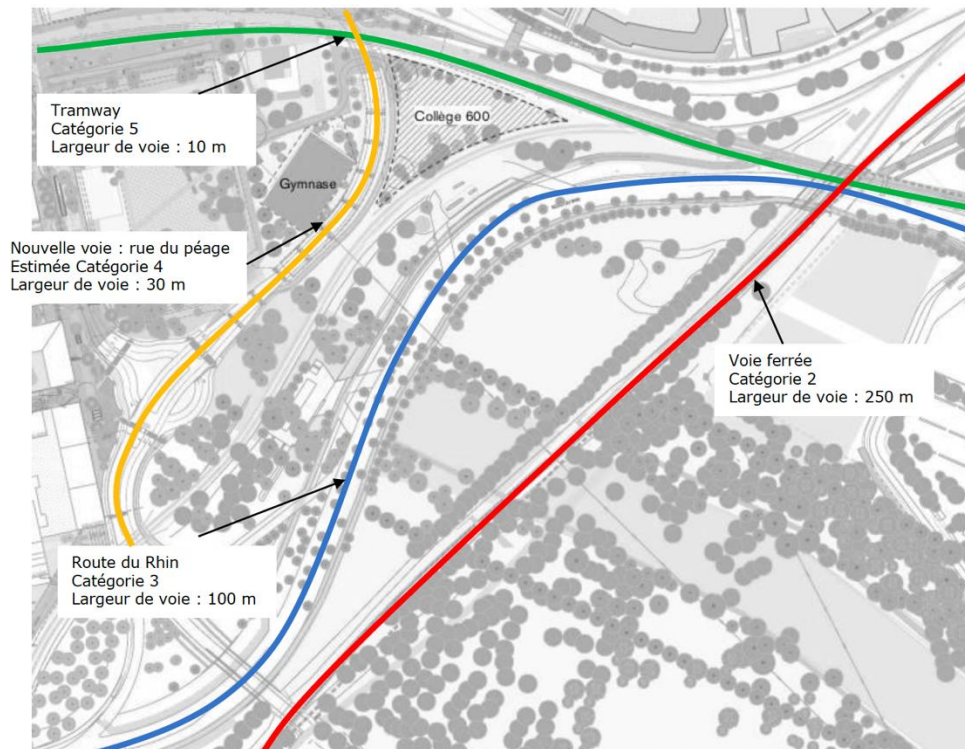 Tramway
Catégorie 5
Largeur de voie : 10 m
Collège 600
Gymnase
Nouvelle voie : rue du péage
Estimée Catégorie 4
Largeur de voie : 30 m
Voie ferrée
Catégorie 2
Largeur de voie : 250 m
Route du Rhin
Catégorie 3
Largeur de voie : 100 m